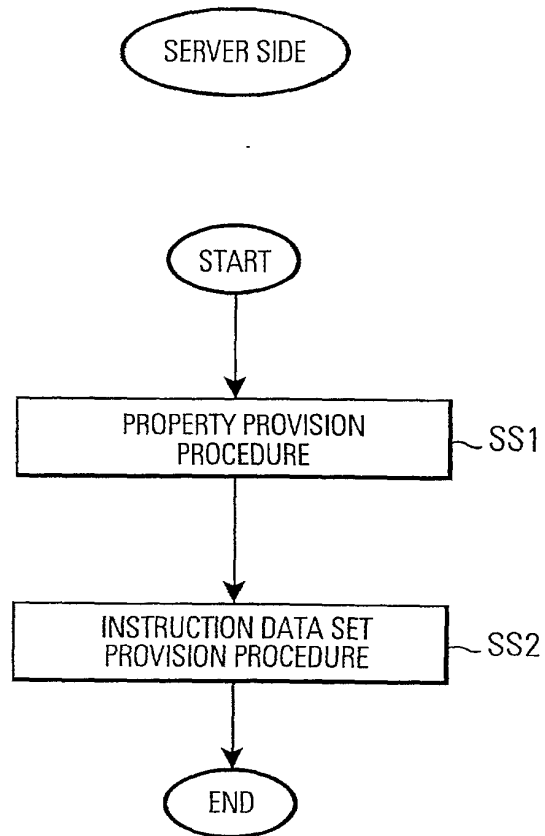 SERVER SIDE
START
PROPERTY PROVISION
PROCEDURE
SS1
INSTRUCTION DATA SET
PROVISION PROCEDURE
SS2
END